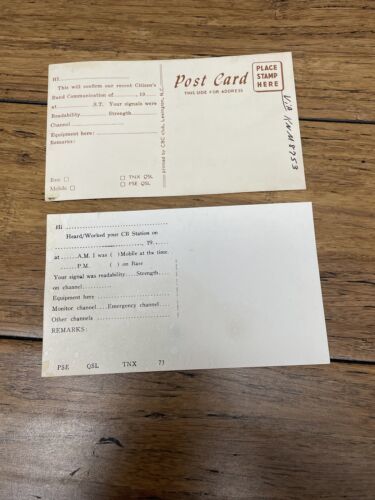 HI............................
This will confirm our recent Citizen's
Band Communication of ............ 19 ....
at ............ S.T. Your signals were
Readability............ Strength............
Channel ............................
Equipment here: ............................
Remarks:
Base ☐
Mobile ☐
☐ TNX QSL
☐ PSE QSL
printed by CBC club, Lexington, N.C.
Post Card
THIS SIDE FOR ADDRESS
PLACE
STAMP
HERE
Hi ............................
Heard/Worked your CB Station on
............................, 19......
at ......A.M. I was ( ) Mobile at the time.
......P.M. ( ) on Base
Your signal was readability.... Strength....
on channel..........
Equipment here ............................
Monitor channel .... Emergency channel ....
Other channels ............................
REMARKS:
PSE QSL TNX 73